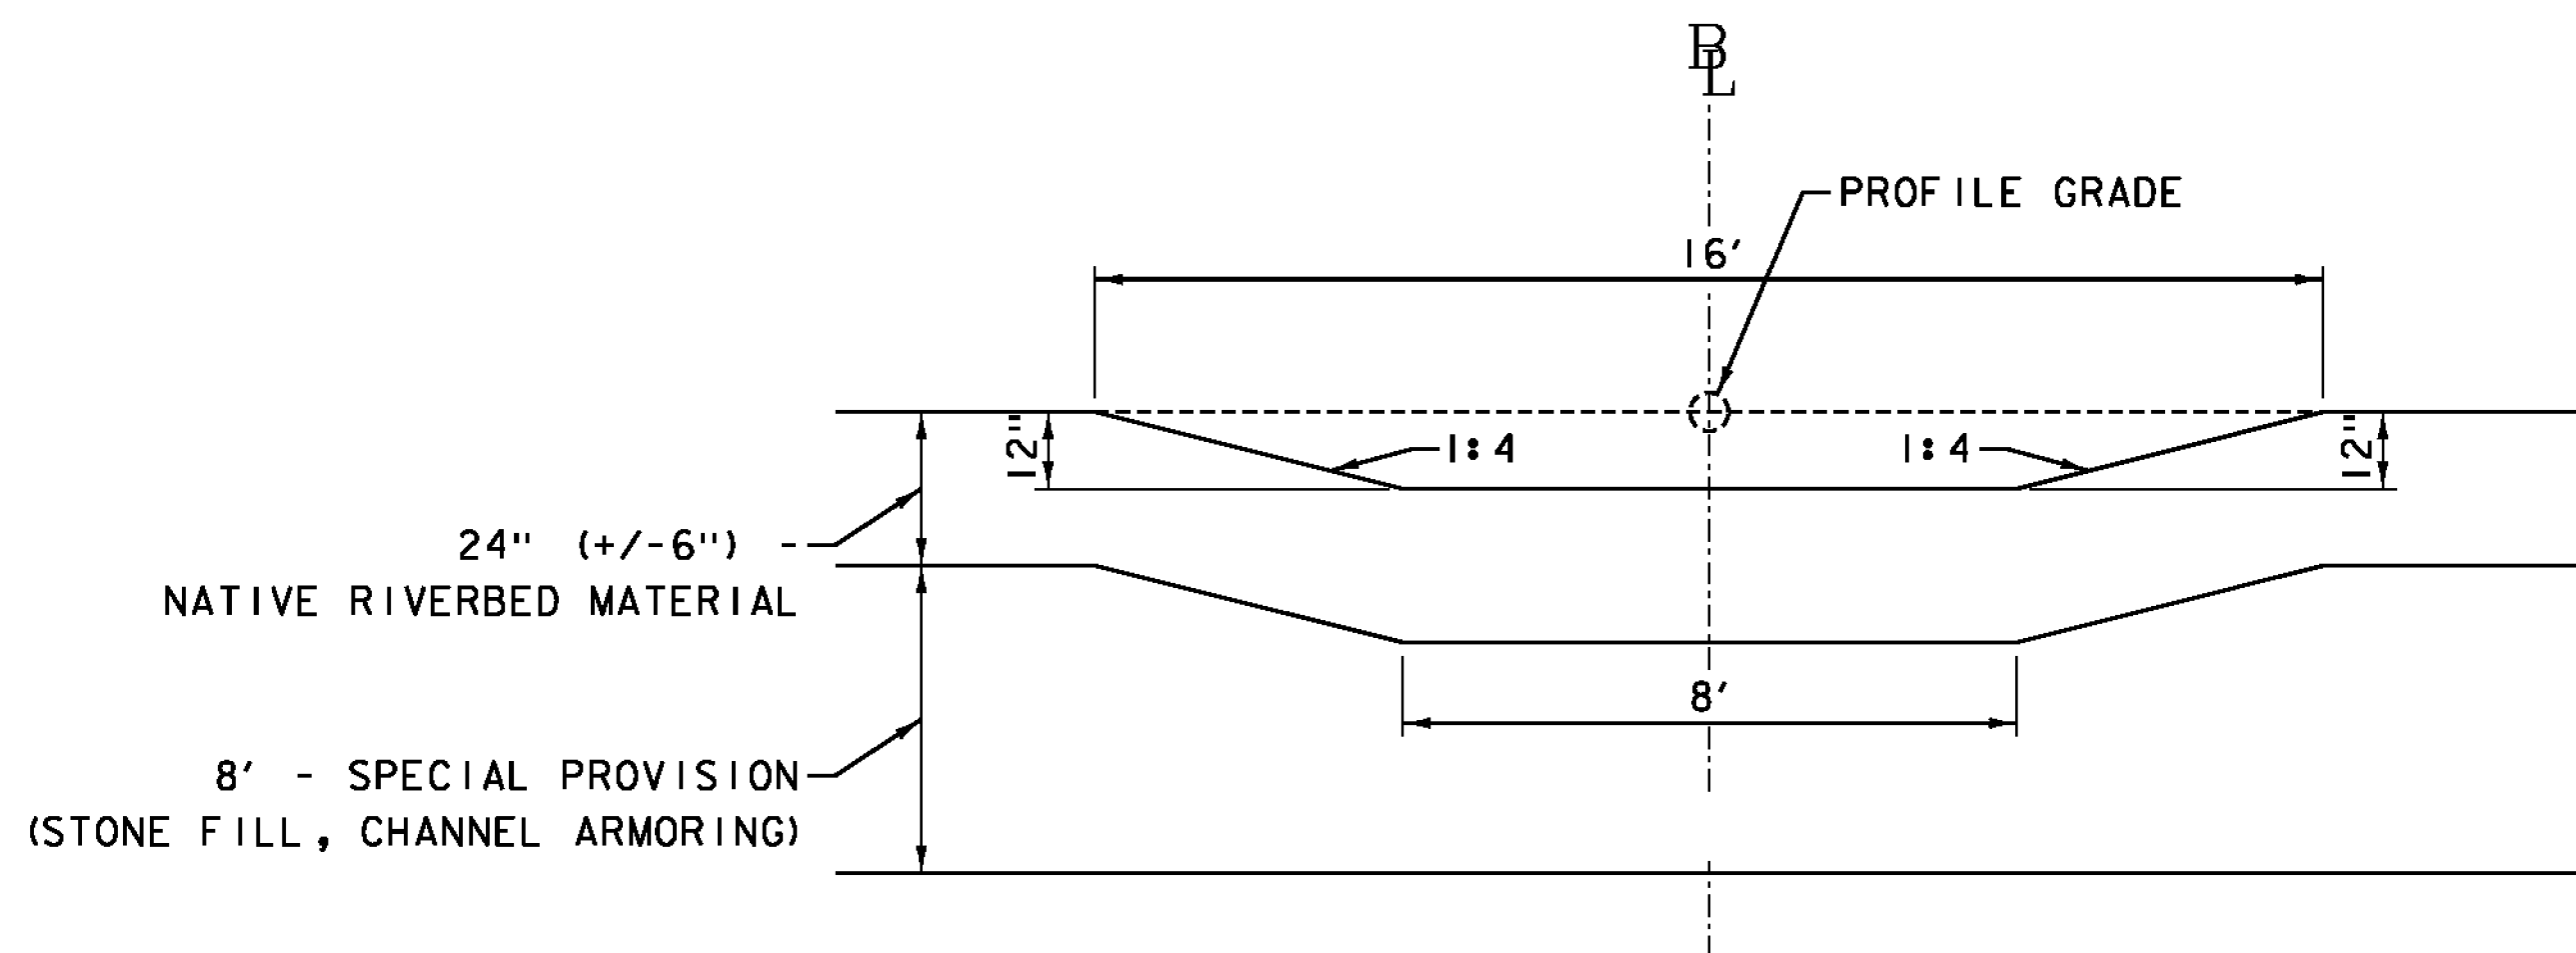 BL
PROFILE GRADE
16'
12"
1:4
1:4
12"
24" (+/-6") -
NATIVE RIVERBED MATERIAL
8'
8' - SPECIAL PROVISION
(STONE FILL, CHANNEL ARMORING)